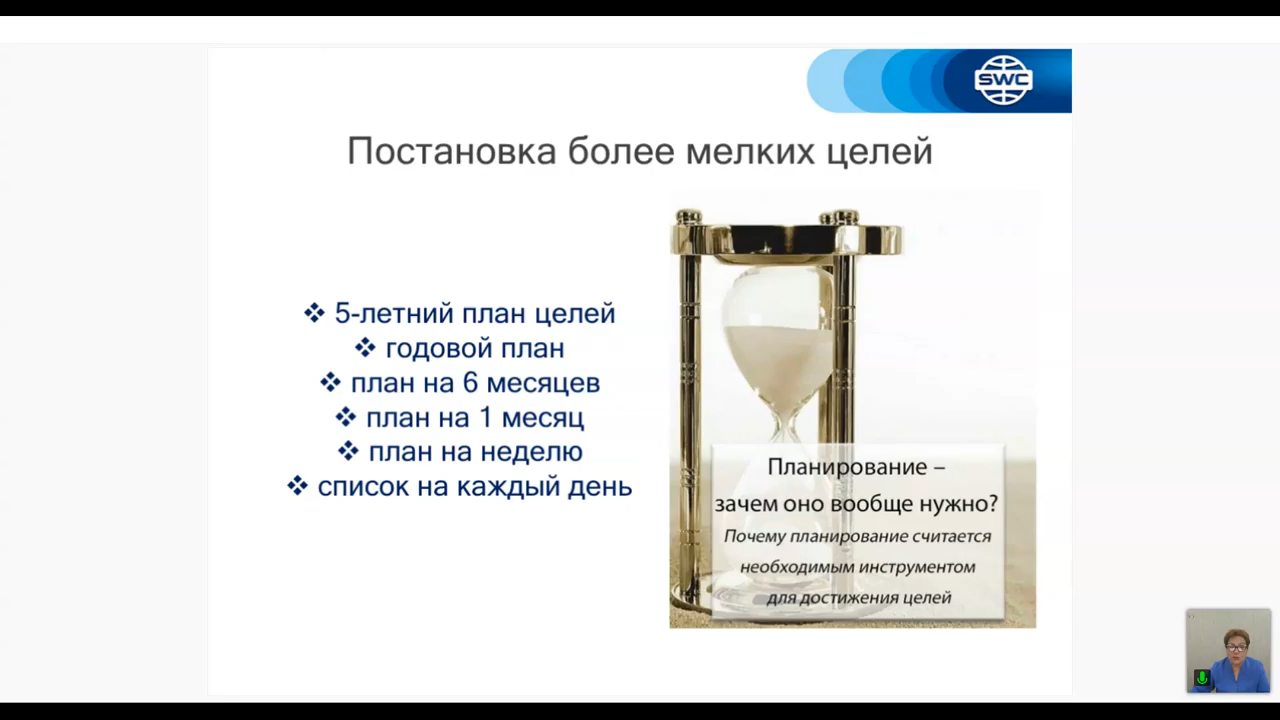 SWC
Постановка более мелких целей
❖ 5-летний план целей
❖ годовой план
❖ план на 6 месяцев
❖ план на 1 месяц
❖ план на неделю
❖ список на каждый день
Планирование –
зачем оно вообще нужно?
Почему планирование считается
необходимым инструментом
для достижения целей